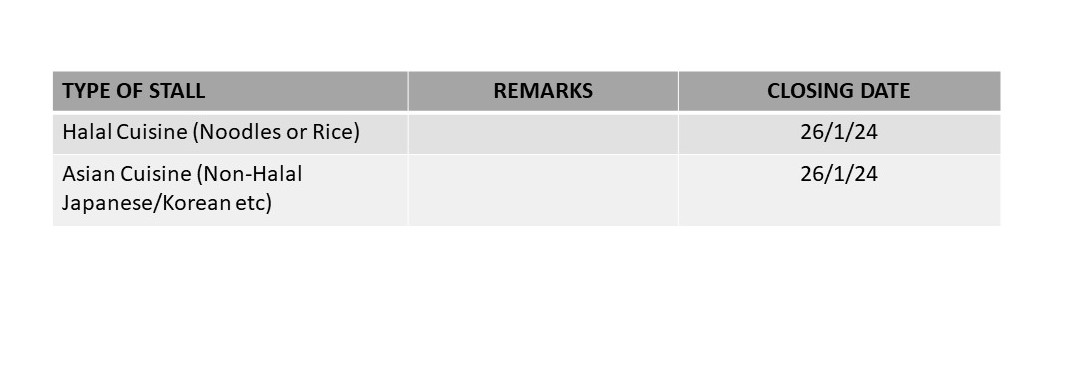 TYPE OF STALL REMARKS CLOSING DATE
Halal Cuisine (Noodles or Rice) 26/1/24
Asian Cuisine (Non-Halal 26/1/24
Japanese/Korean etc)